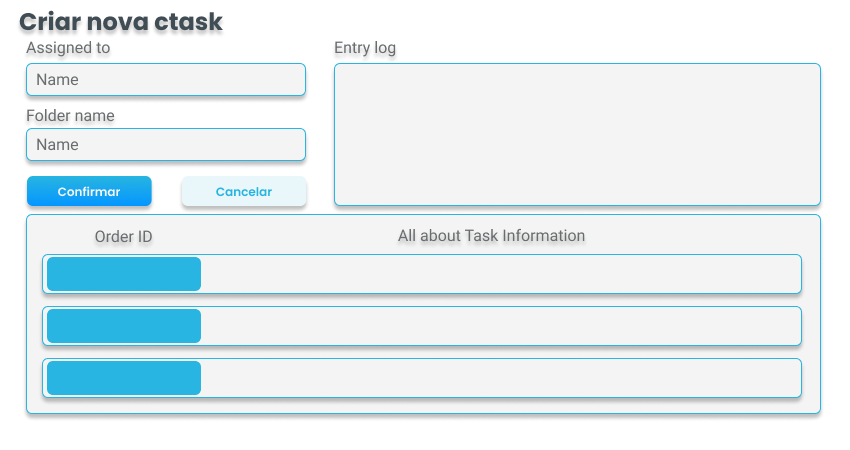 Criar nova ctask
Assigned to
Name
Folder name
Name
Confirmar
Cancelar
Entry log
Order ID
All about Task Information